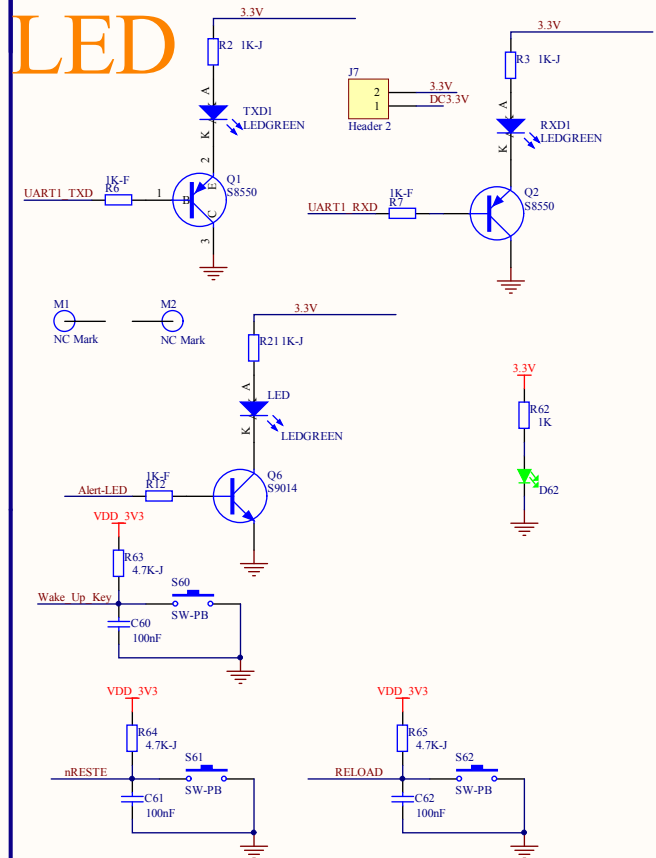 LED
3.3V
R2 1K-J
A
TXD1
LEDGREEN
K
2
Q1
S8550
1K-F
R6
UART1_TXD
1
B
E
C
3
J7
2
1
3.3V
DC3.3V
Header 2
3.3V
R3 1K-J
A
RXD1
LEDGREEN
K
Q2
S8550
1K-F
R7
UART1_RXD
M1
NC Mark
M2
NC Mark
3.3V
R21 1K-J
A
LED
K
LEDGREEN
Q6
S9014
1K-F
R12
Alert-LED
3.3V
R62
1K
D62
VDD_3V3
R63
4.7K-J
S60
Wake_Up_Key
SW-PB
C60
100nF
VDD_3V3
R64
4.7K-J
S61
nRESTE
SW-PB
C61
100nF
VDD_3V3
R65
4.7K-J
S62
RELOAD
SW-PB
C62
100nF